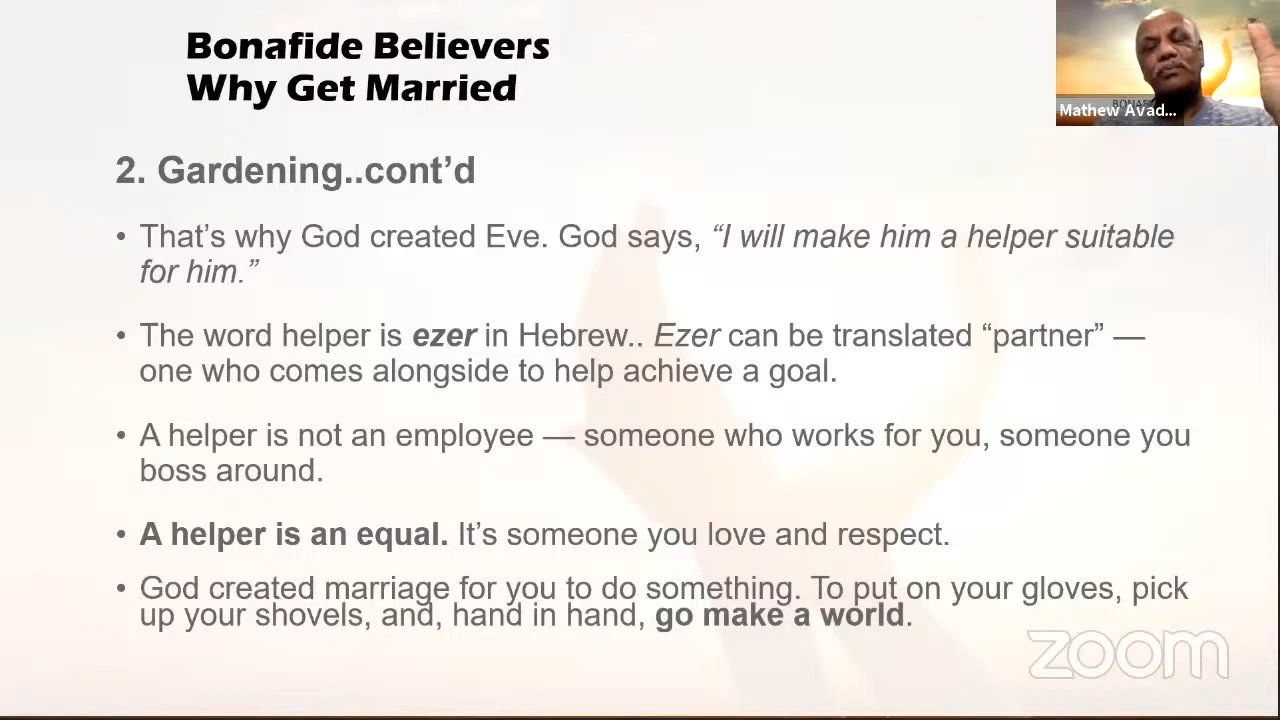 Bonafide Believers
Why Get Married
Mathew Avad...
2. Gardening..cont’d
• That’s why God created Eve. God says, “I will make him a helper suitable
for him.”
• The word helper is ezer in Hebrew.. Ezer can be translated “partner” —
one who comes alongside to help achieve a goal.
• A helper is not an employee — someone who works for you, someone you
boss around.
• A helper is an equal. It’s someone you love and respect.
• God created marriage for you to do something. To put on your gloves, pick
up your shovels, and, hand in hand, go make a world.
zoom